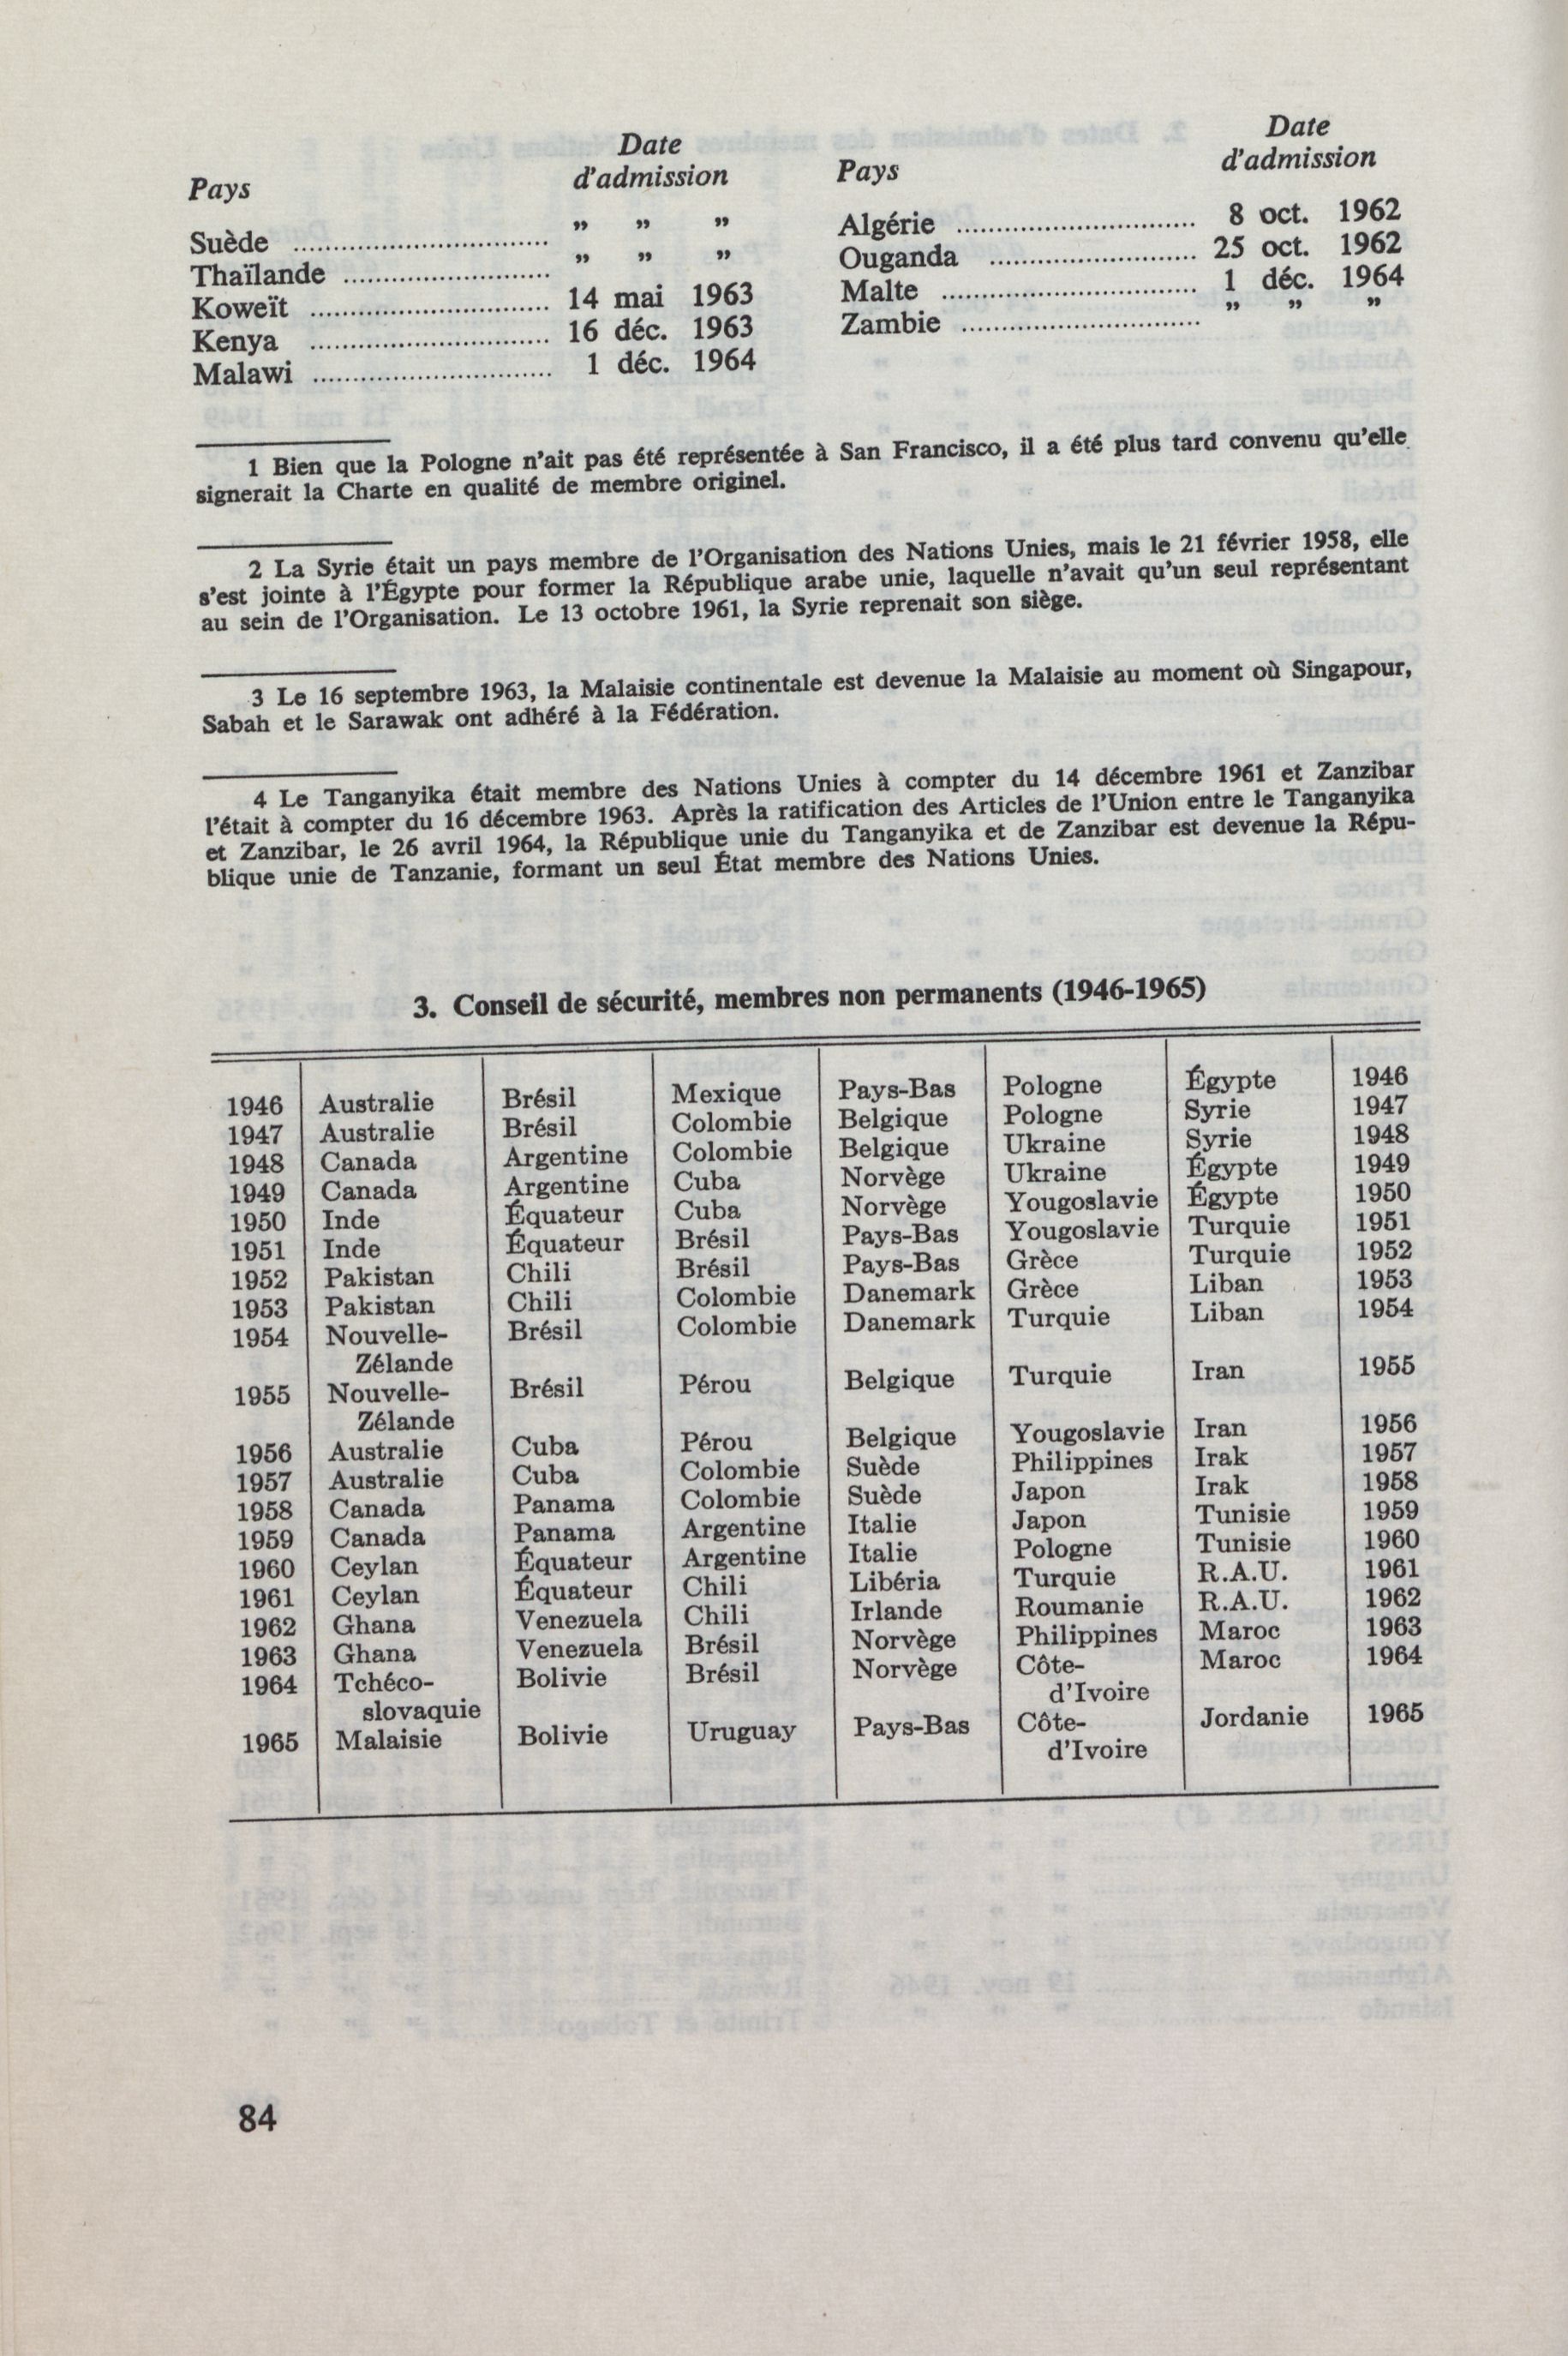 Pays Date d'admission Pays Date d'admission
Suède .............................. „ „ „
Thaïlande ......................... „ „ „
Koweït ............................. 14 mai 1963
Kenya ............................. 16 déc. 1963
Malawi ............................. 1 déc. 1964
Algérie ............................. 8 oct. 1962
Ouganda ......................... 25 oct. 1962
Malte ............................... 1 déc. 1964
Zambie ............................. „ „ „
1 Bien que la Pologne n'ait pas été représentée à San Francisco, il a été plus tard convenu qu'elle
signerait la Charte en qualité de membre originel.
2 La Syrie était un pays membre de l'Organisation des Nations Unies, mais le 21 février 1958, elle
s'est jointe à l'Égypte pour former la République arabe unie, laquelle n'avait qu'un seul représentant
au sein de l'Organisation. Le 13 octobre 1961, la Syrie reprenait son siège.
3 Le 16 septembre 1963, la Malaisie continentale est devenue la Malaisie au moment où Singapour,
Sabah et le Sarawak ont adhéré à la Fédération.
4 Le Tanganyika était membre des Nations Unies à compter du 14 décembre 1961 et Zanzibar
l'était à compter du 16 décembre 1963. Après la ratification des Articles de l'Union entre le Tanganyika
et Zanzibar, le 26 avril 1964, la République unie du Tanganyika et de Zanzibar est devenue la Répu-
blique unie de Tanzanie, formant un seul État membre des Nations Unies.
3. Conseil de sécurité, membres non permanents (1946-1965)
1946 Australie Brésil Mexique Pays-Bas Pologne Égypte 1946
1947 Australie Brésil Colombie Belgique Pologne Syrie 1947
1948 Canada Argentine Colombie Belgique Ukraine Syrie 1948
1949 Canada Argentine Cuba Norvège Ukraine Égypte 1949
1950 Inde Équateur Cuba Norvège Yougoslavie Égypte 1950
1951 Inde Équateur Brésil Pays-Bas Yougoslavie Turquie 1951
1952 Pakistan Chili Brésil Pays-Bas Grèce Turquie 1952
1953 Pakistan Chili Colombie Danemark Grèce Liban 1953
1954 Nouvelle- Brésil Colombie Danemark Turquie Liban 1954
Zélande
1955 Nouvelle- Brésil Pérou Belgique Turquie Iran 1955
Zélande
1956 Australie Cuba Pérou Belgique Yougoslavie Iran 1956
1957 Australie Cuba Colombie Suède Philippines Irak 1957
1958 Canada Panama Colombie Suède Japon Irak 1958
1959 Canada Panama Argentine Italie Japon Tunisie 1959
1960 Ceylan Équateur Argentine Italie Pologne Tunisie 1960
1961 Ceylan Équateur Chili Libéria Turquie R.A.U. 1961
1962 Ghana Venezuela Chili Irlande Roumanie R.A.U. 1962
1963 Ghana Venezuela Brésil Norvège Philippines Maroc 1963
1964 Tchéco- Bolivie Brésil Norvège Côte- Maroc 1964
slovaquie d'Ivoire
1965 Malaisie Bolivie Uruguay Pays-Bas Côte- Jordanie 1965
d'Ivoire
84